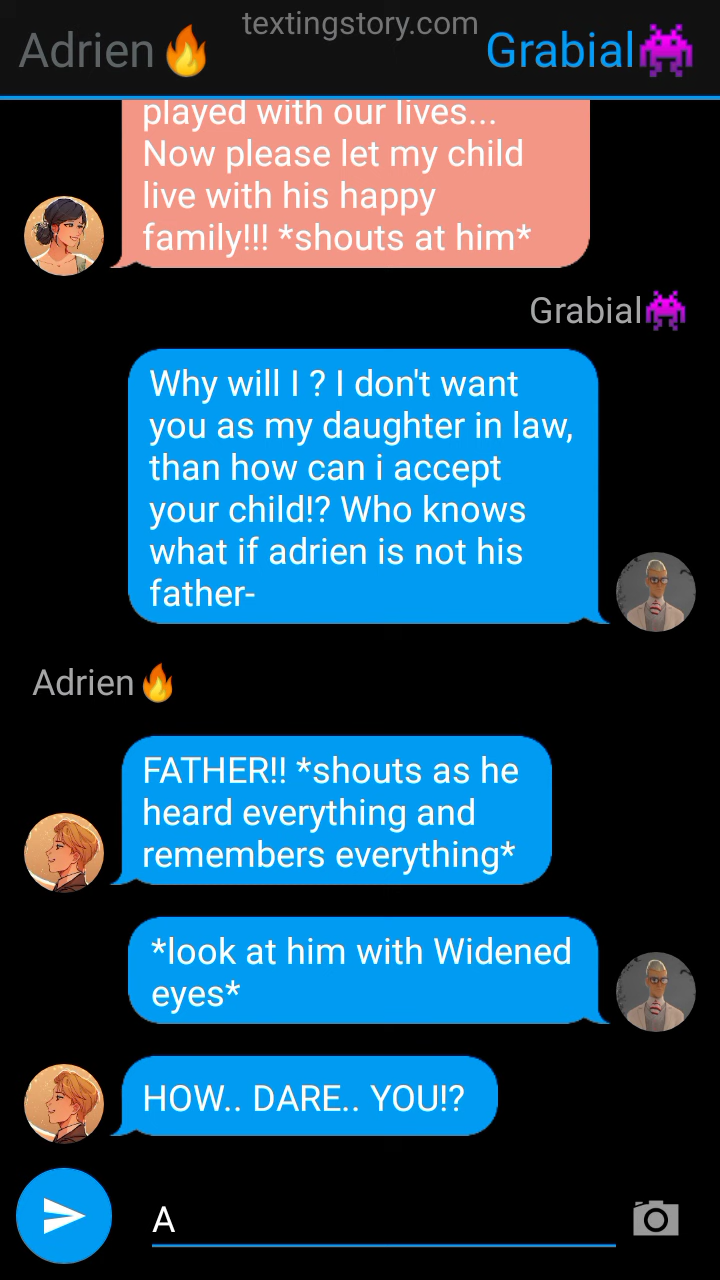 textingstory.com
Adrien🔥 Grabial👾
played with our lives...
Now please let my child
live with his happy
family!!! *shouts at him*
Grabial👾
Why will I ? I don't want
you as my daughter in law,
than how can i accept
your child!? Who knows
what if adrien is not his
father-
Adrien🔥
FATHER!! *shouts as he
heard everything and
remembers everything*
*look at him with Widened
eyes*
HOW.. DARE.. YOU!?
A